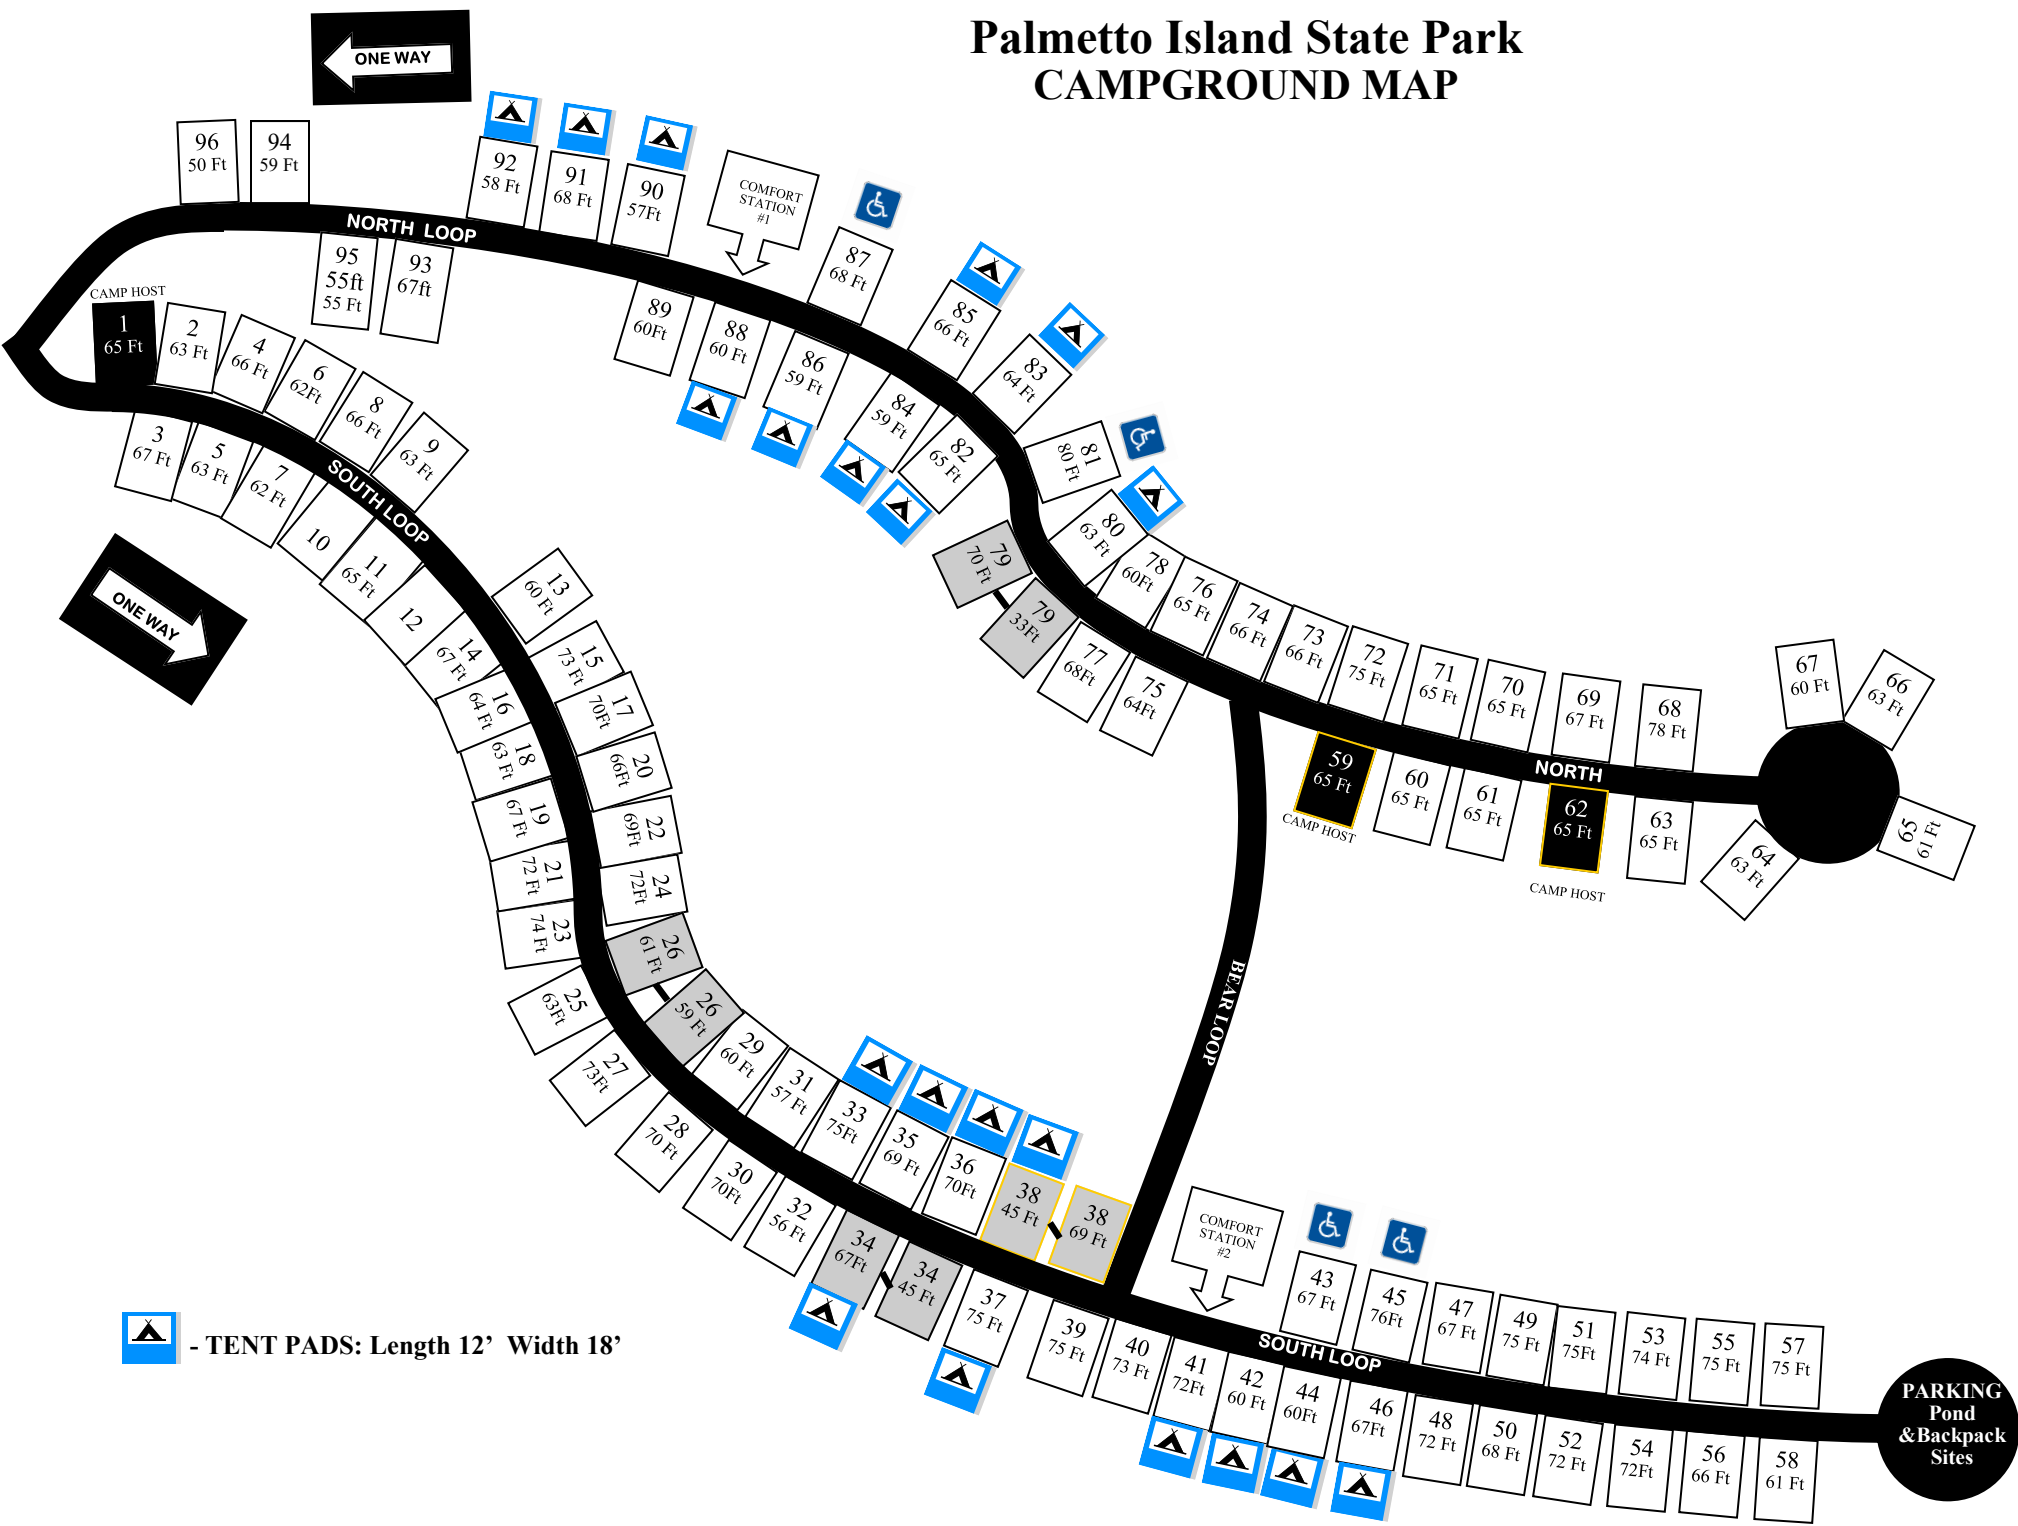 Palmetto Island State Park
CAMPGROUND MAP
ONE WAY
96
50 Ft
94
59 Ft
92
58 Ft
91
68 Ft
90
57Ft
COMFORT
STATION
#1
87
68 Ft
NORTH LOOP
95
55ft
55 Ft
93
67ft
89
60Ft
88
60 Ft
86
59 Ft
85
66 Ft
83
64 Ft
84
59 Ft
82
65 Ft
81
80 Ft
80
63 Ft
79
70 Ft
79
33Ft
78
60Ft
76
65 Ft
74
66 Ft
73
66 Ft
72
75 Ft
71
65 Ft
70
65 Ft
69
67 Ft
68
78 Ft
67
60 Ft
66
63 Ft
77
68Ft
75
64Ft
59
65 Ft
CAMP HOST
60
65 Ft
61
65 Ft
NORTH
62
65 Ft
CAMP HOST
63
65 Ft
64
63 Ft
65
61 Ft
CAMP HOST
1
65 Ft
2
63 Ft
4
66 Ft
6
62Ft
8
66 Ft
9
63 Ft
3
67 Ft
5
63 Ft
7
62 Ft
SOUTH LOOP
10
11
65 Ft
12
ONE WAY
13
60 Ft
14
67 Ft
15
73 Ft
16
64 Ft
17
70Ft
18
63 Ft
20
66Ft
19
67 Ft
22
69Ft
21
72 Ft
24
72Ft
23
74 Ft
26
61 Ft
25
63Ft
26
59 Ft
27
73Ft
29
60 Ft
31
57 Ft
33
75Ft
35
69 Ft
36
70Ft
38
45 Ft
38
69 Ft
28
70 Ft
30
70Ft
32
56 Ft
34
67Ft
34
45 Ft
37
75 Ft
39
75 Ft
BEAR LOOP
COMFORT
STATION
#2
43
67 Ft
45
76Ft
47
67 Ft
49
75 Ft
51
75Ft
53
74 Ft
55
75 Ft
57
75 Ft
SOUTH LOOP
40
73 Ft
41
72Ft
42
60 Ft
44
60Ft
46
67Ft
48
72 Ft
50
68 Ft
52
72 Ft
54
72Ft
56
66 Ft
58
61 Ft
PARKING
Pond
&Backpack
Sites
- TENT PADS: Length 12’ Width 18’